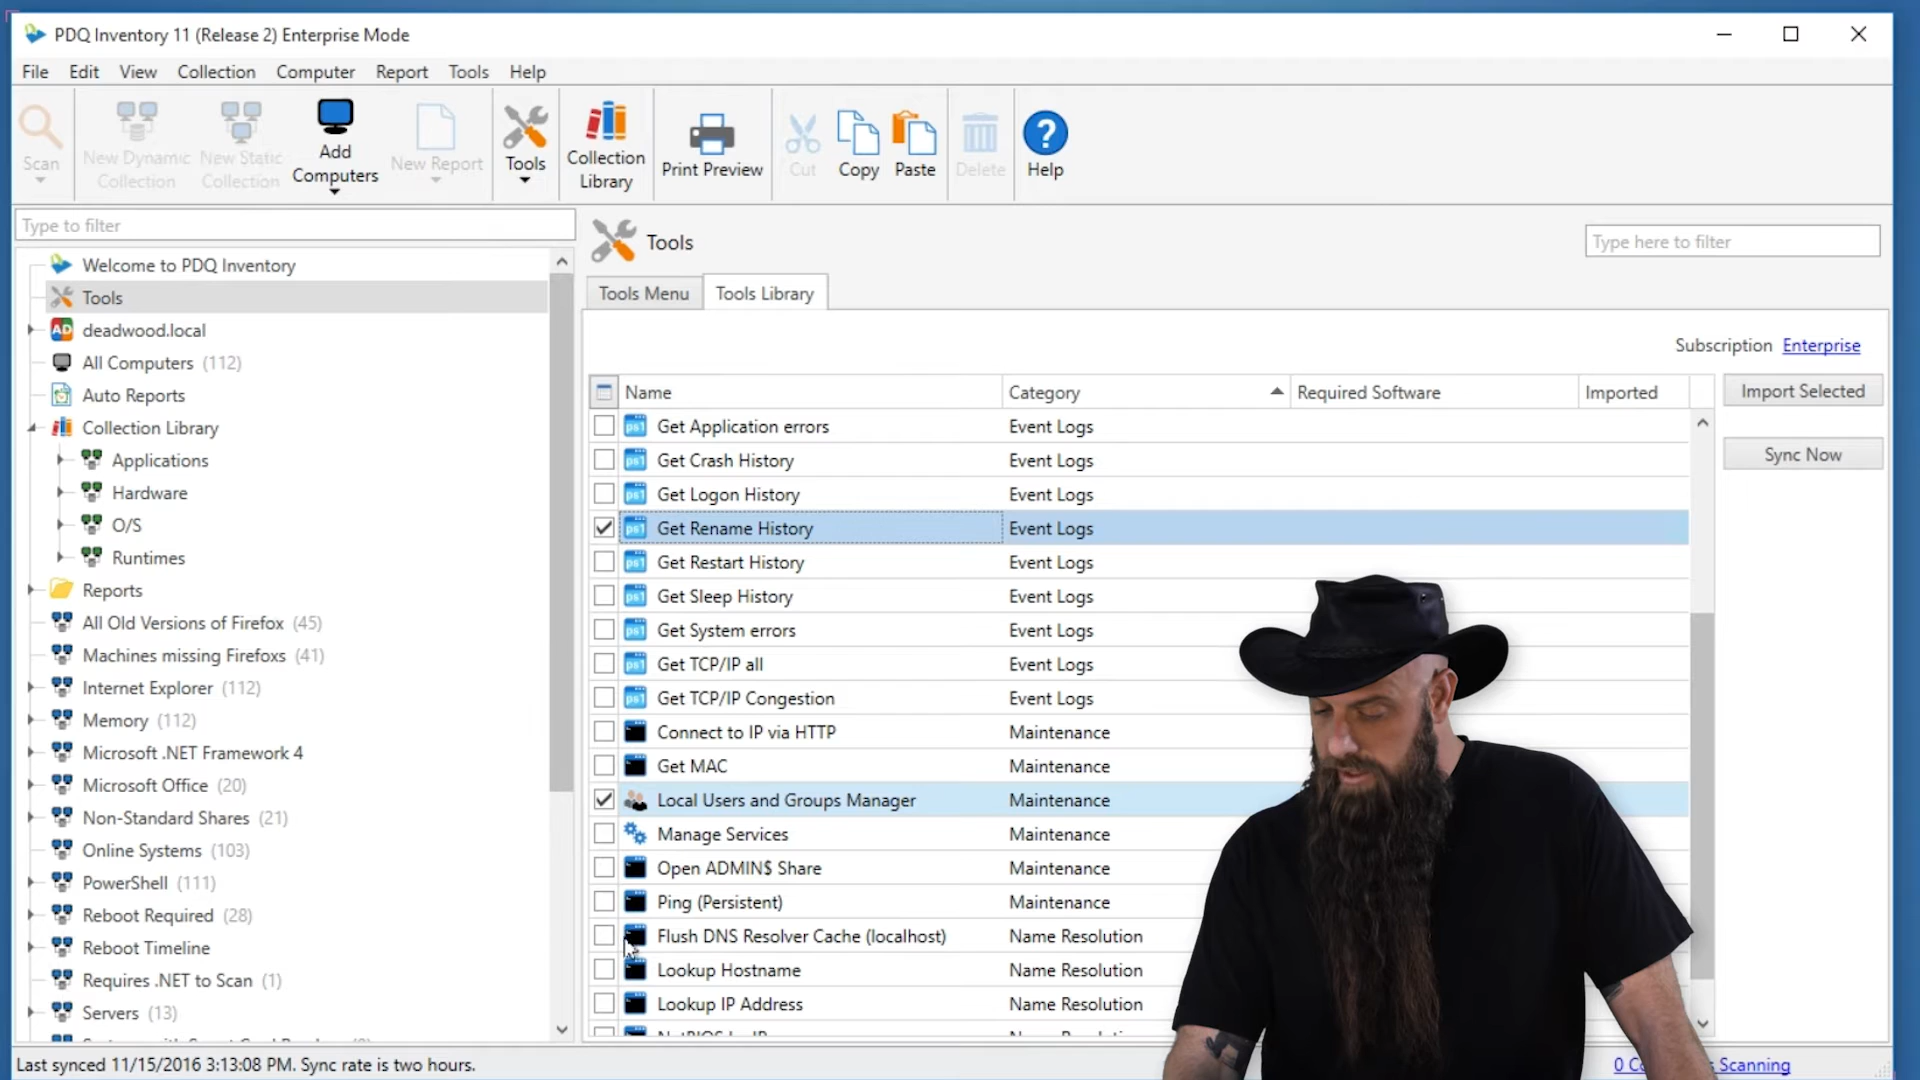 PDQ Inventory 11 (Release 2) Enterprise Mode
File Edit View Collection Computer Report Tools Help
Scan
New Dynamic Collection
New Static Collection
Add Computers
New Report
Tools
Collection Library
Print Preview
Cut
Copy
Paste
Delete
Help
Type to filter
Welcome to PDQ Inventory
Tools
AD deadwood.local
All Computers (112)
Auto Reports
Collection Library
Applications
Hardware
O/S
Runtimes
Reports
All Old Versions of Firefox (45)
Machines missing Firefoxs (41)
Internet Explorer (112)
Memory (112)
Microsoft .NET Framework 4
Microsoft Office (20)
Non-Standard Shares (21)
Online Systems (103)
PowerShell (111)
Reboot Required (28)
Reboot Timeline
Requires .NET to Scan (1)
Servers (13)
Tools
Type here to filter
Tools Menu Tools Library
Subscription Enterprise
Name Category Required Software Imported
ps1 Get Application errors Event Logs
ps1 Get Crash History Event Logs
ps1 Get Logon History Event Logs
ps1 Get Rename History Event Logs
ps1 Get Restart History Event Logs
ps1 Get Sleep History Event Logs
ps1 Get System errors Event Logs
ps1 Get TCP/IP all Event Logs
ps1 Get TCP/IP Congestion Event Logs
Connect to IP via HTTP Maintenance
Get MAC Maintenance
Local Users and Groups Manager Maintenance
Manage Services Maintenance
Open ADMIN$ Share Maintenance
Ping (Persistent) Maintenance
Flush DNS Resolver Cache (localhost) Name Resolution
Lookup Hostname Name Resolution
Lookup IP Address Name Resolution
Import Selected
Sync Now
Last synced 11/15/2016 3:13:08 PM. Sync rate is two hours.
0 Scanning